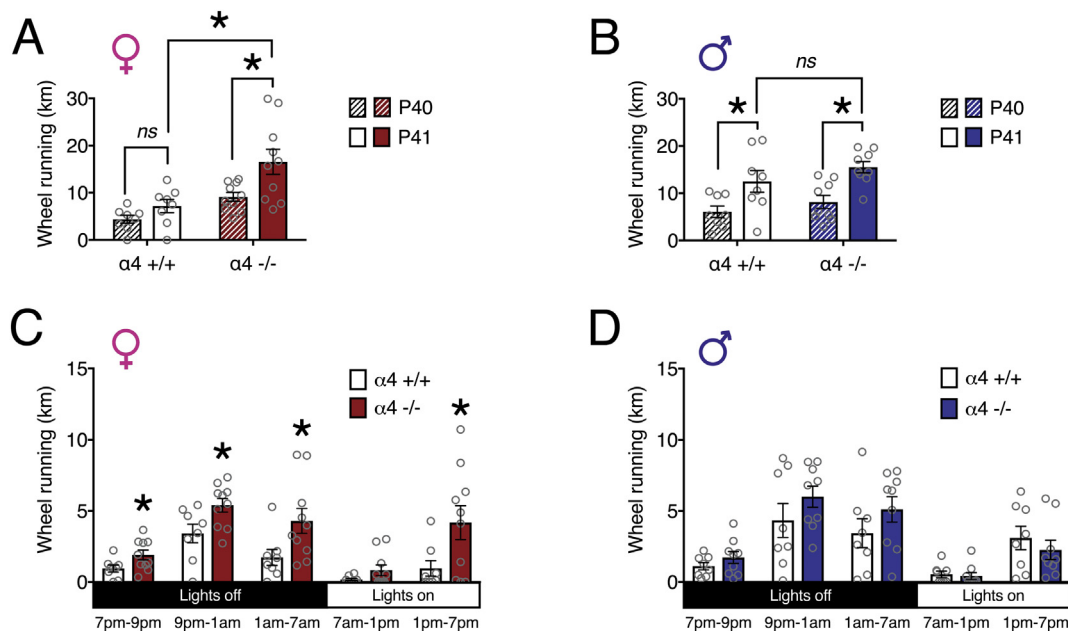 A
♀
*
*
ns
Wheel running (km)
30
20
10
0
α4 +/+
α4 -/-
P40
P41
B
♂
ns
*
*
Wheel running (km)
30
20
10
0
α4 +/+
α4 -/-
P40
P41
C
♀
Wheel running (km)
15
10
5
0
α4 +/+
α4 -/-
*
*
*
*
Lights off
Lights on
7pm-9pm
9pm-1am
1am-7am
7am-1pm
1pm-7pm
D
♂
Wheel running (km)
15
10
5
0
α4 +/+
α4 -/-
Lights off
Lights on
7pm-9pm
9pm-1am
1am-7am
7am-1pm
1pm-7pm